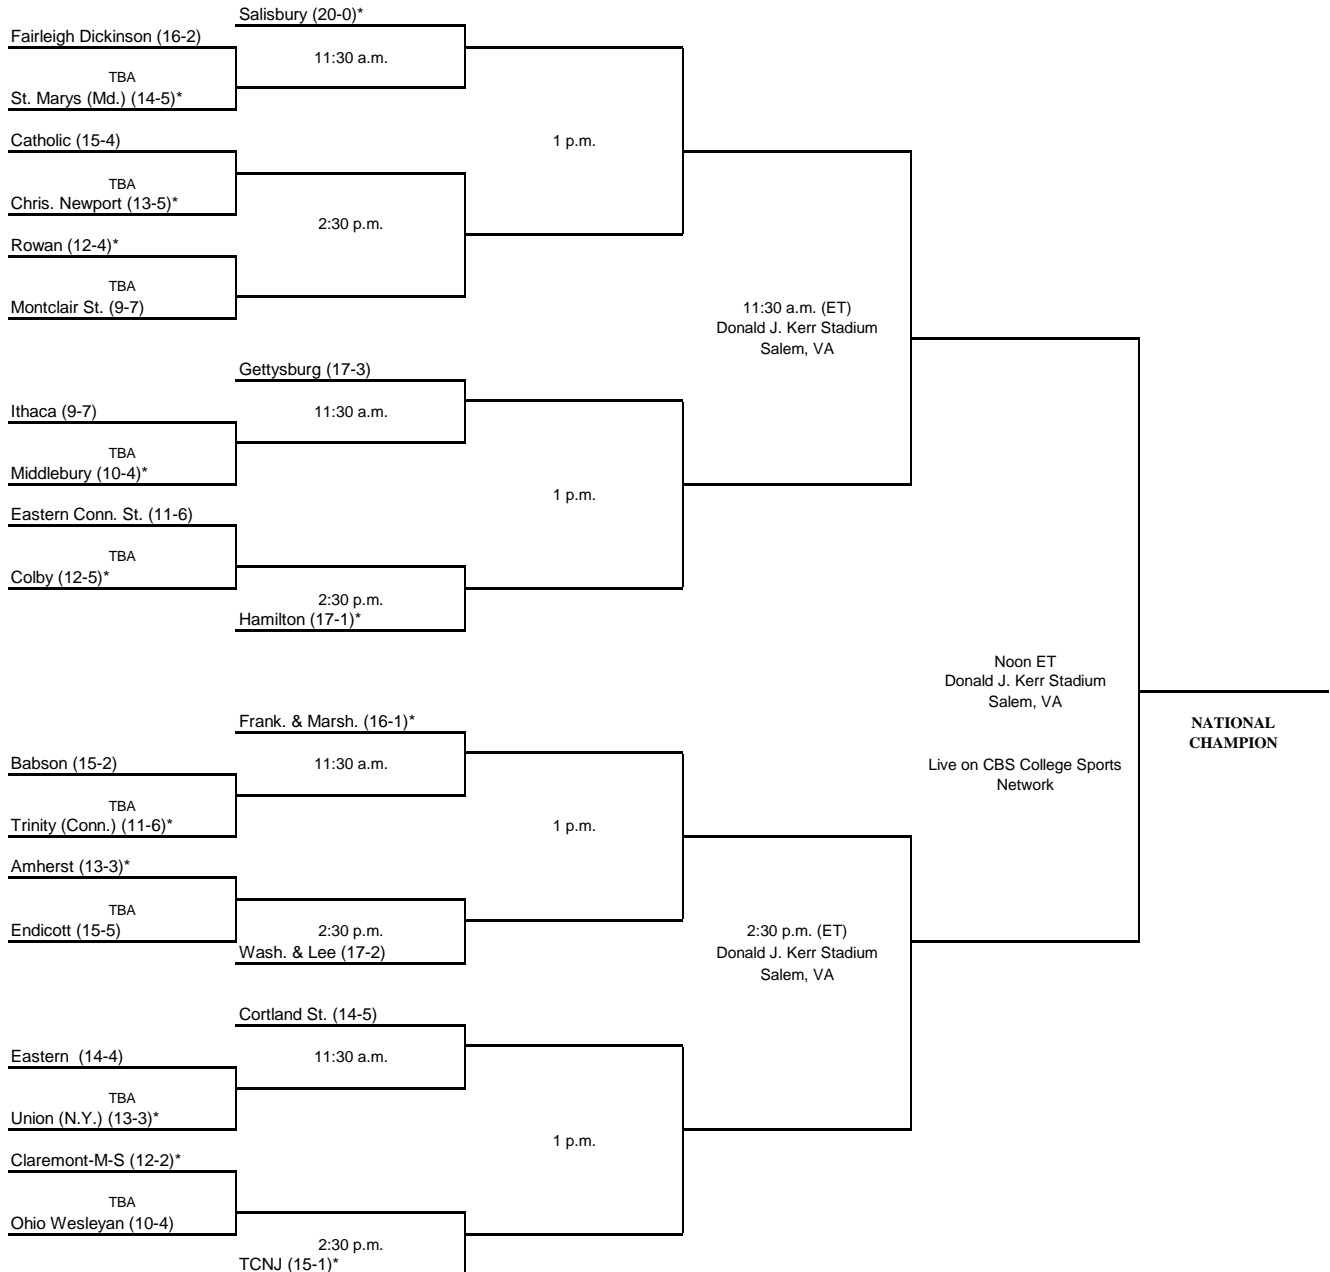 Salisbury (20-0)*
Fairleigh Dickinson (16-2)
11:30 a.m.
TBA
St. Marys (Md.) (14-5)*
Catholic (15-4)
1 p.m.
TBA
Chris. Newport (13-5)*
2:30 p.m.
Rowan (12-4)*
TBA
Montclair St. (9-7)
11:30 a.m. (ET)
Donald J. Kerr Stadium
Salem, VA
Gettysburg (17-3)
Ithaca (9-7)
11:30 a.m.
TBA
Middlebury (10-4)*
1 p.m.
Eastern Conn. St. (11-6)
TBA
Colby (12-5)*
2:30 p.m.
Hamilton (17-1)*
Noon ET
Donald J. Kerr Stadium
Salem, VA
NATIONAL
CHAMPION
Live on CBS College Sports
Network
Frank. & Marsh. (16-1)*
Babson (15-2)
11:30 a.m.
TBA
Trinity (Conn.) (11-6)*
1 p.m.
Amherst (13-3)*
TBA
Endicott (15-5)
2:30 p.m.
Wash. & Lee (17-2)
2:30 p.m. (ET)
Donald J. Kerr Stadium
Salem, VA
Cortland St. (14-5)
Eastern  (14-4)
11:30 a.m.
TBA
Union (N.Y.) (13-3)*
1 p.m.
Claremont-M-S (12-2)*
TBA
Ohio Wesleyan (10-4)
2:30 p.m.
TCNJ (15-1)*